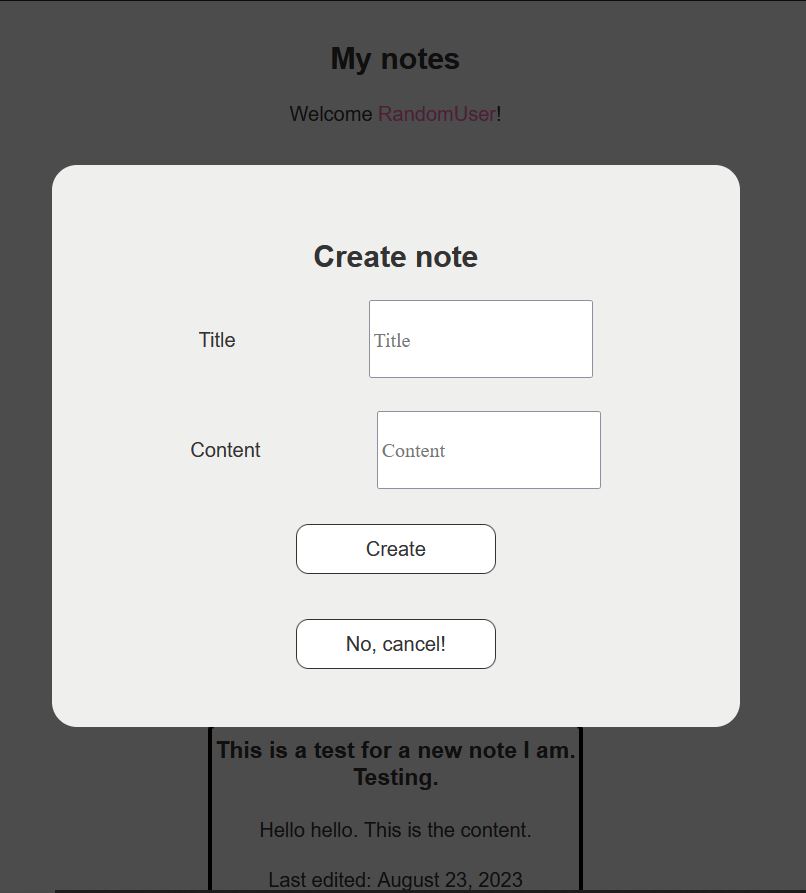 My notes
Welcome RandomUser!
Create note
Title
Title
Content
Content
Create
No, cancel!
This is a test for a new note I am.
Testing.
Hello hello. This is the content.
Last edited: August 23, 2023